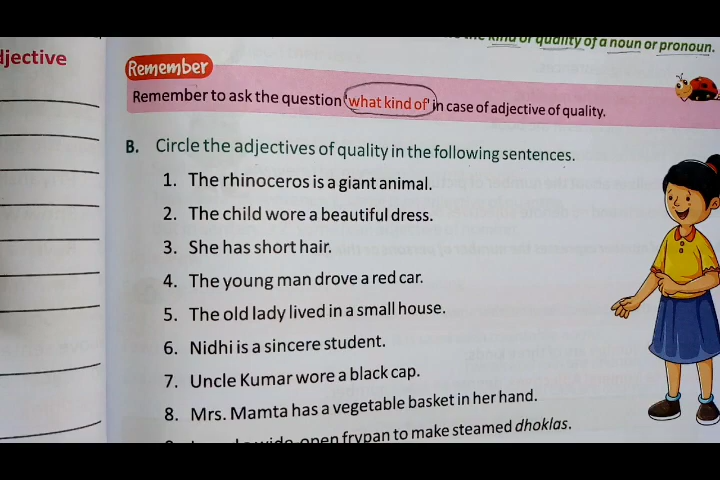 kind or quality of a noun or pronoun.
djective
Remember
Remember to ask the question 'what kind of' in case of adjective of quality.
B. Circle the adjectives of quality in the following sentences.
1. The rhinoceros is a giant animal.
2. The child wore a beautiful dress.
3. She has short hair.
4. The young man drove a red car.
5. The old lady lived in a small house.
6. Nidhi is a sincere student.
7. Uncle Kumar wore a black cap.
8. Mrs. Mamta has a vegetable basket in her hand.
wide-open frypan to make steamed dhoklas.